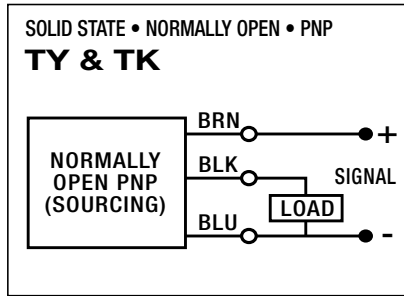 SOLID STATE • NORMALLY OPEN • PNP
TY & TK
BRN
+
NORMALLY
OPEN PNP
(SOURCING)
BLK
SIGNAL
LOAD
BLU
-